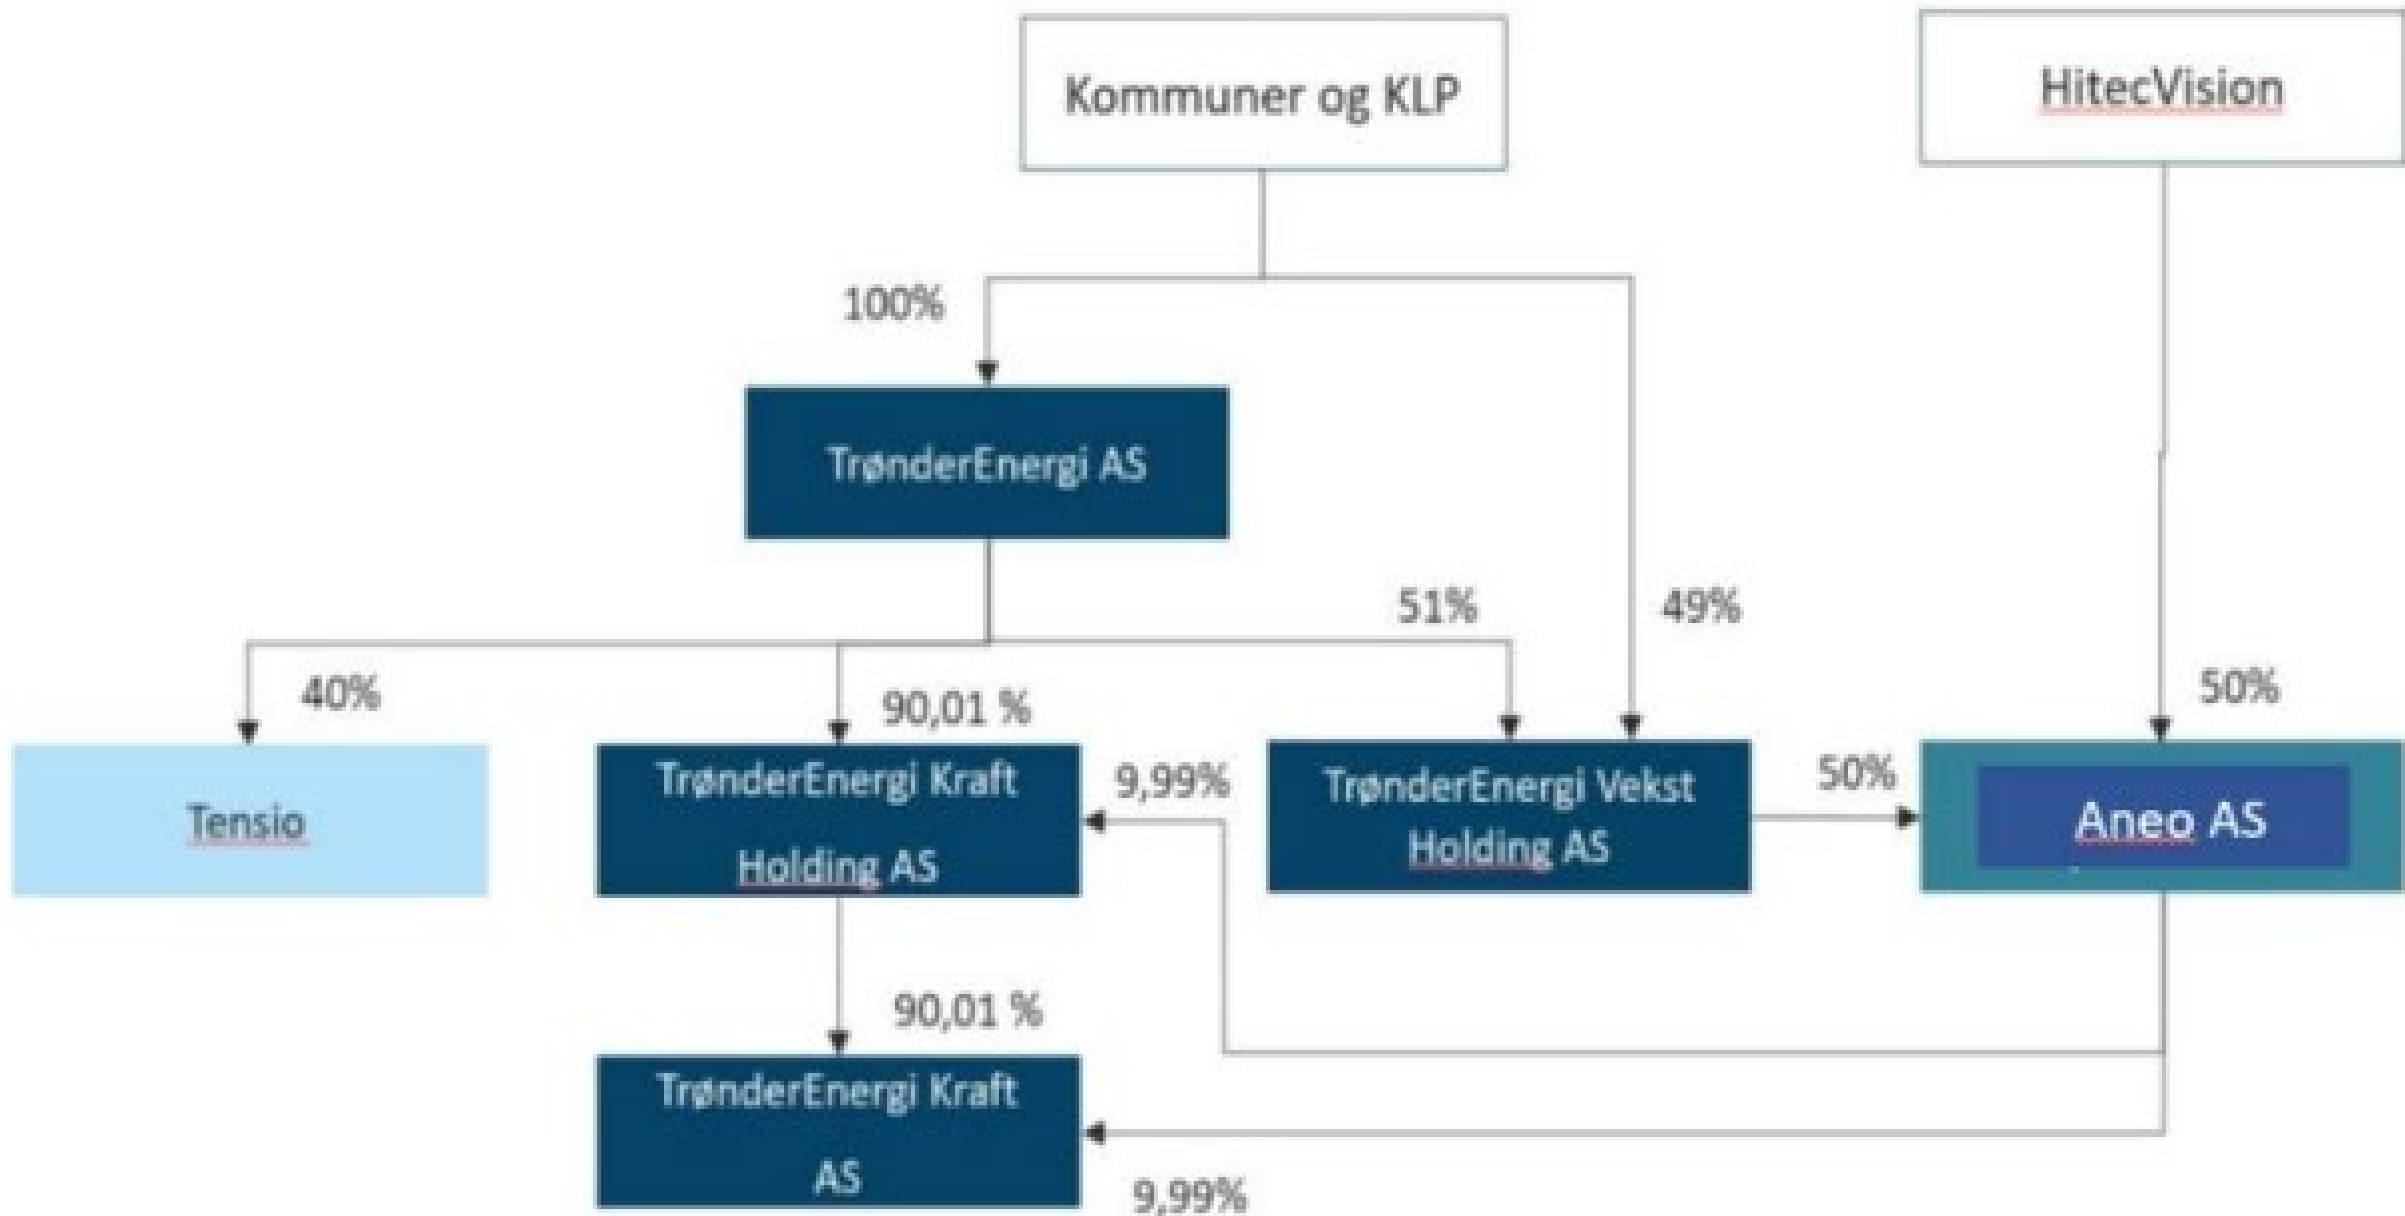 Kommuner og KLP
HitecVision
100%
TrønderEnergi AS
51%
49%
40%
90,01 %
50%
Tensio
TrønderEnergi Kraft
Holding AS
9,99%
TrønderEnergi Vekst
Holding AS
50%
Aneo AS
90,01 %
TrønderEnergi Kraft
AS
9,99%